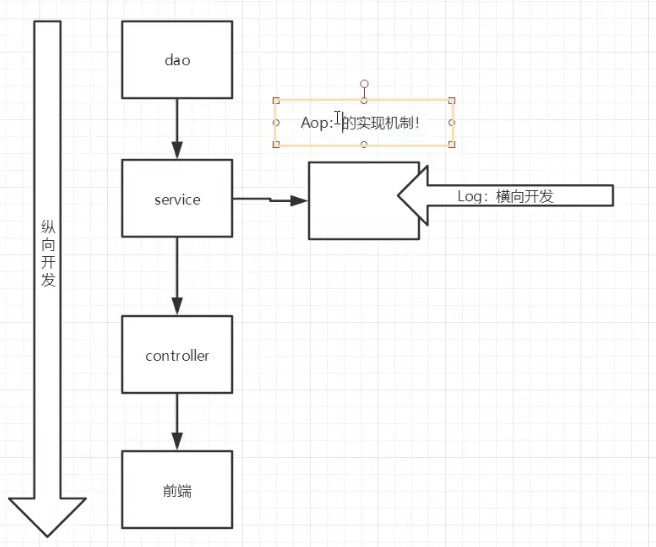 dao
Aop:-的实现机制！
service
Log：横向开发
纵
向
开
发
controller
前端